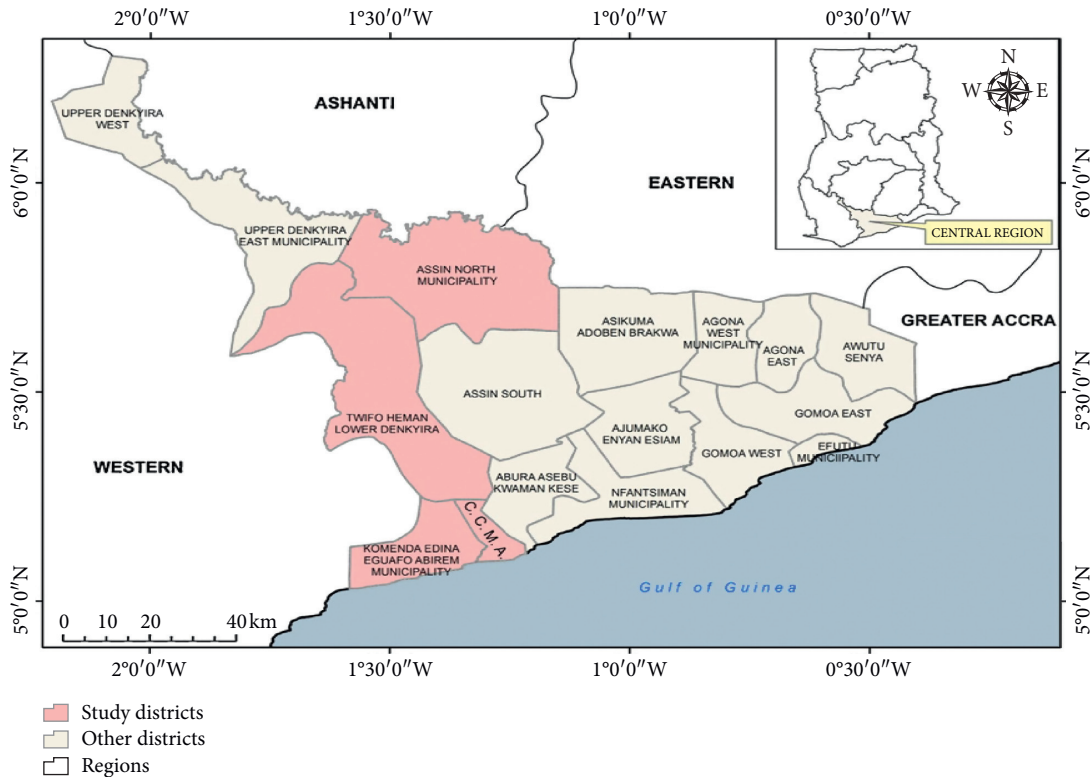 2°0′0″W
1°30′0″W
1°0′0″W
0°30′0″W
6°0′0″N
5°30′0″N
5°0′0″N
6°0′0″N
5°30′0″N
5°0′0″N
N
W
E
S
CENTRAL REGION
ASHANTI
EASTERN
GREATER ACCRA
WESTERN
UPPER DENKYIRA
WEST
UPPER DENKYIRA
EAST MUNICIPALITY
ASSIN NORTH
MUNICIPALITY
ASIKUMA
ADOBEN BRAKWA
AGONA
WEST
MUNICIPALITY
AGONA
EAST
AWUTU
SENYA
ASSIN SOUTH
TWIFO HEMAN
LOWER DENKYIRA
AJUMAKO
ENYAN ESIAM
GOMOA EAST
GOMOA WEST
EFUTU
MUNICIIPALITY
ABURA ASEBU
KWAMAN KESE
NFANTSIMAN
MUNICIPALITY
C.C.M.A.
KOMENDA EDINA
EGUAFO ABIREM
MUNICIPALITY
Gulf of Guinea
0 10 20 40 km
2°0′0″W
1°30′0″W
1°0′0″W
0°30′0″W
Study districts
Other districts
Regions